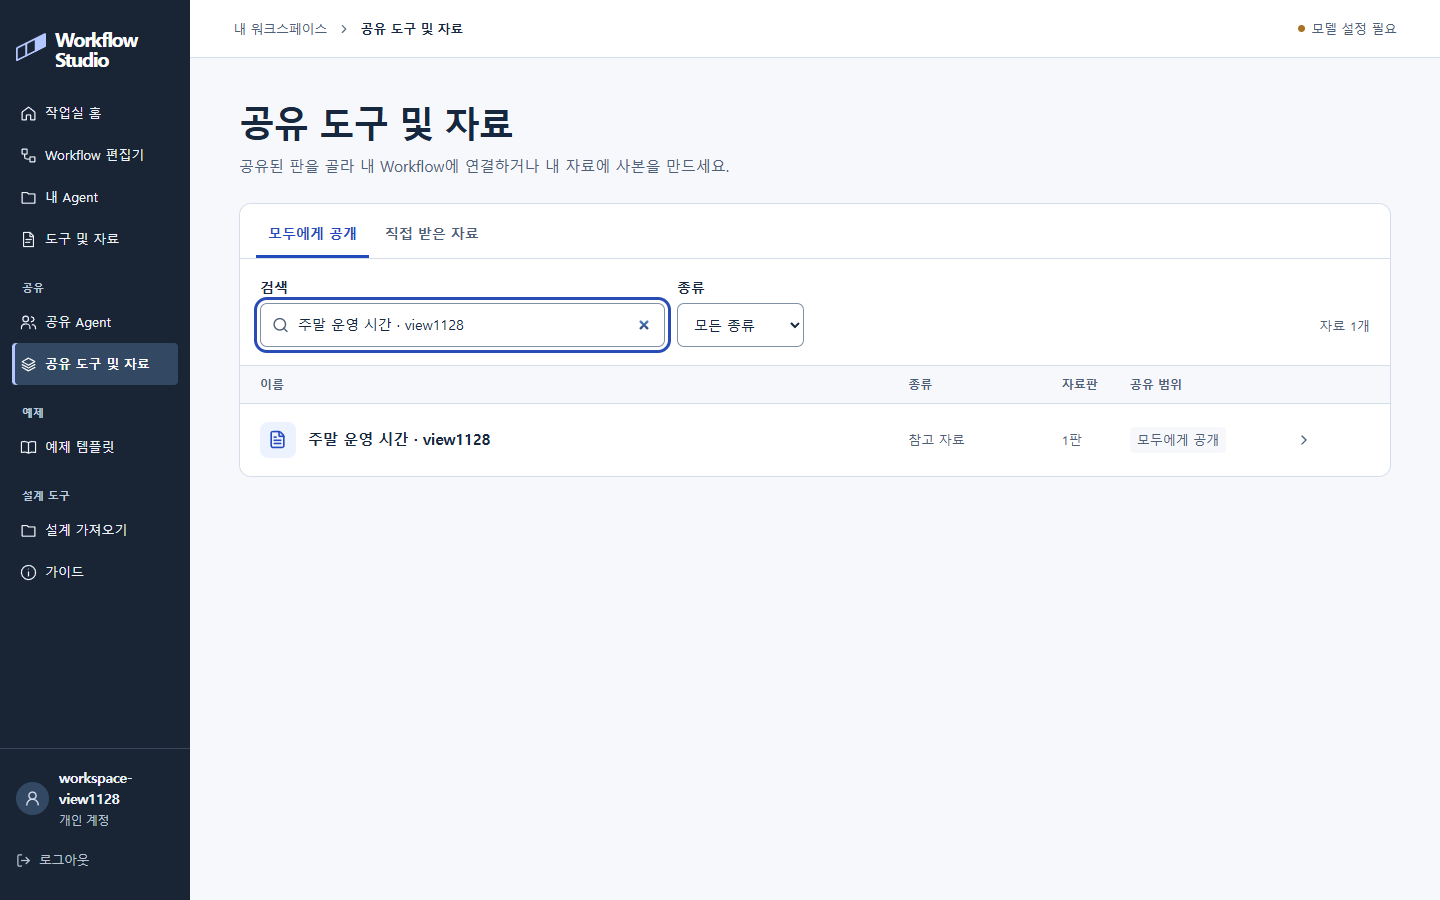 Workflow
Studio
작업실 홈
Workflow 편집기
내 Agent
도구 및 자료
공유
공유 Agent
공유 도구 및 자료
예제
예제 템플릿
설계 도구
설계 가져오기
가이드
workspace-
view1128
개인 계정
로그아웃
내 워크스페이스 > 공유 도구 및 자료
모델 설정 필요
공유 도구 및 자료
공유된 판을 골라 내 Workflow에 연결하거나 내 자료에 사본을 만드세요.
모두에게 공개 직접 받은 자료
검색 종류
주말 운영 시간 · view1128 모든 종류 자료 1개
이름 종류 자료판 공유 범위
주말 운영 시간 · view1128 참고 자료 1판 모두에게 공개